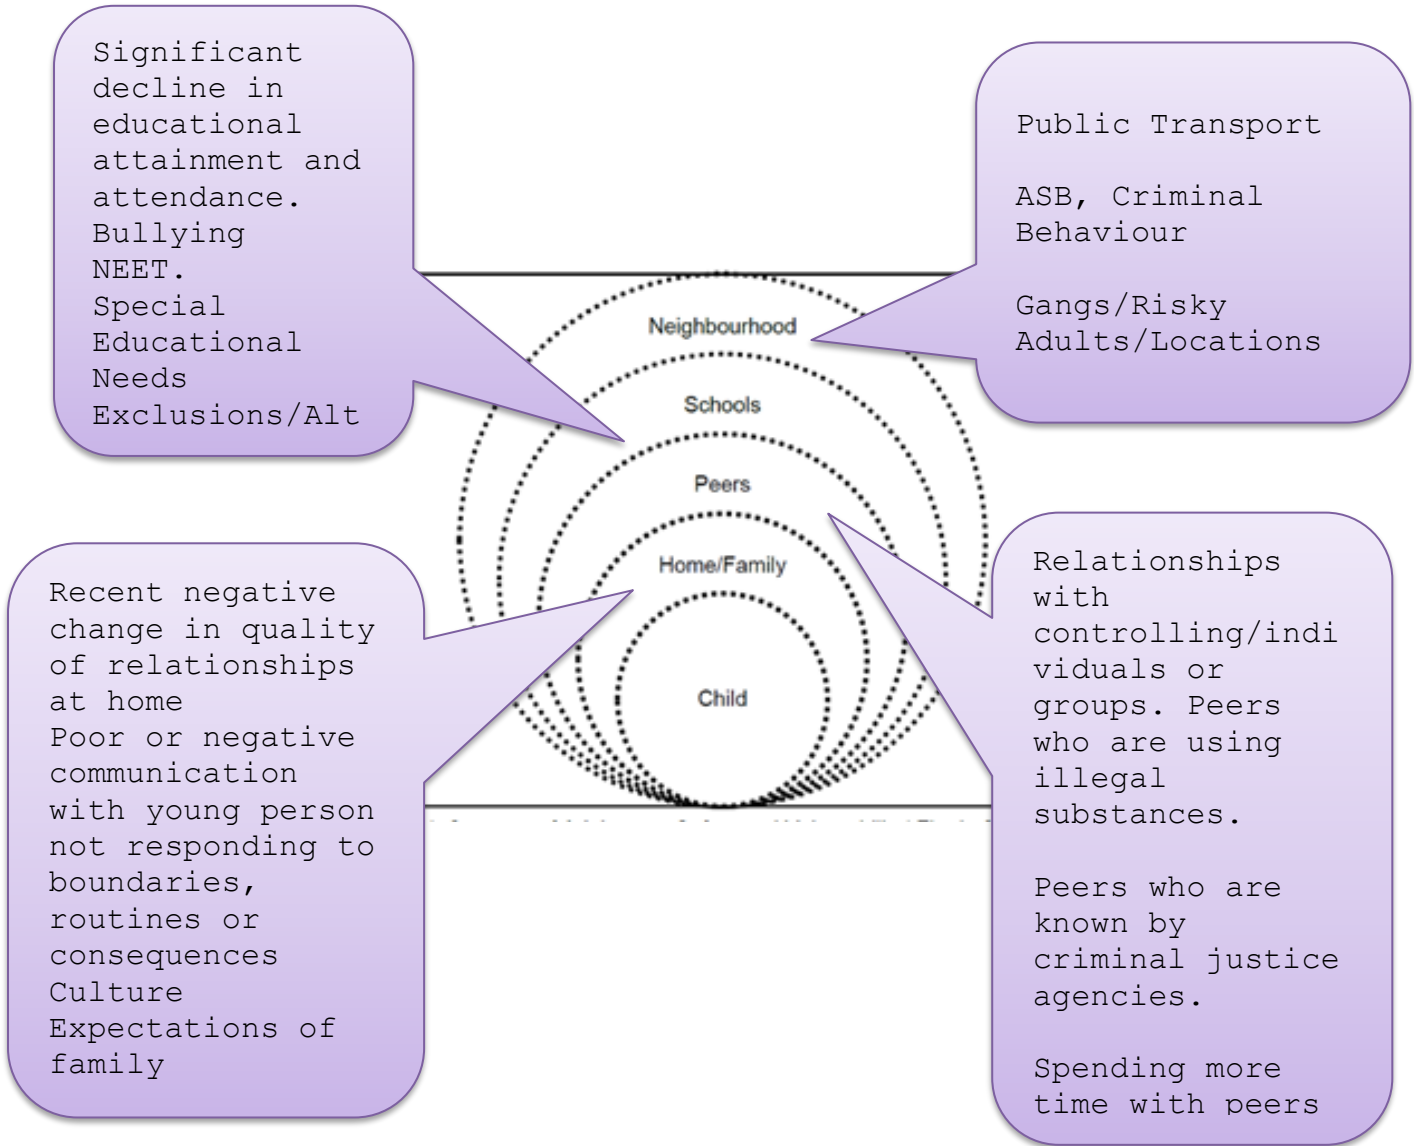 Significant
decline in
educational
attainment and
attendance.
Bullying
NEET.
Special
Educational
Needs
Exclusions/Alt
Public Transport
ASB, Criminal
Behaviour
Gangs/Risky
Adults/Locations
Neighbourhood
Schools
Peers
Home/Family
Child
Recent negative
change in quality
of relationships
at home
Poor or negative
communication
with young person
not responding to
boundaries,
routines or
consequences
Culture
Expectations of
family
Relationships
with
controlling/indi
viduals or
groups. Peers
who are using
illegal
substances.
Peers who are
known by
criminal justice
agencies.
Spending more
time with peers